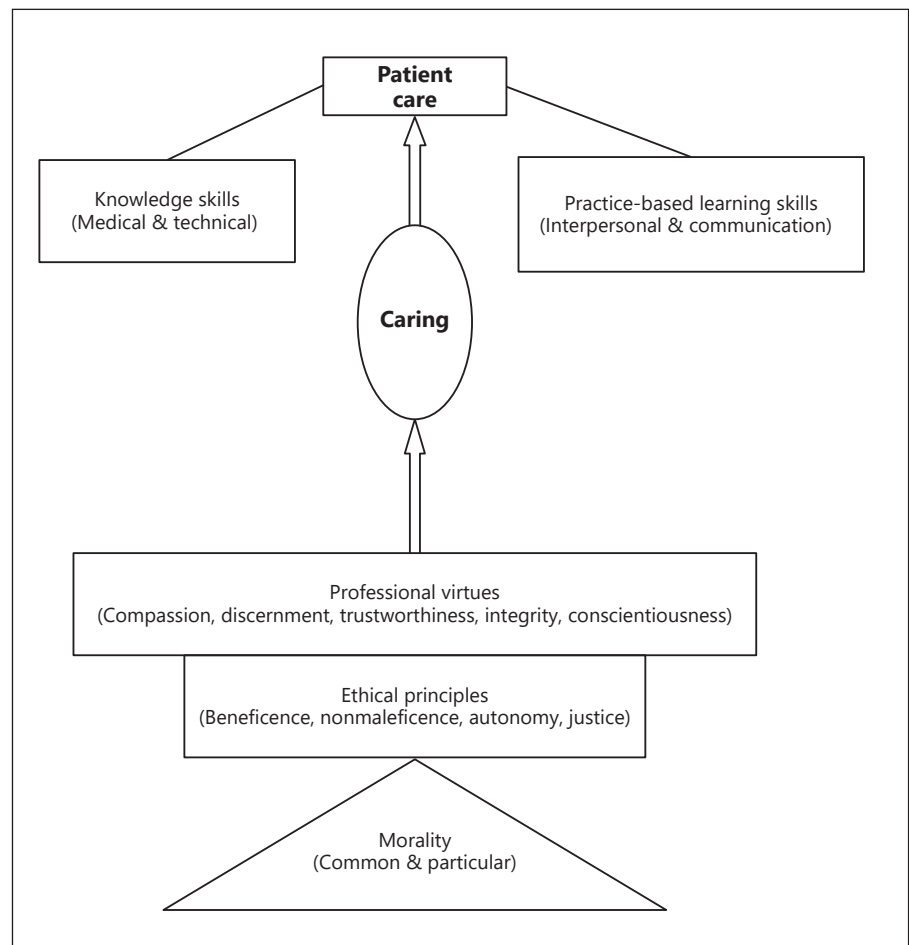 Patient
care
Knowledge skills
(Medical & technical)
Practice-based learning skills
(Interpersonal & communication)
Caring
Professional virtues
(Compassion, discernment, trustworthiness, integrity, conscientiousness)
Ethical principles
(Beneficence, nonmaleficence, autonomy, justice)
Morality
(Common & particular)